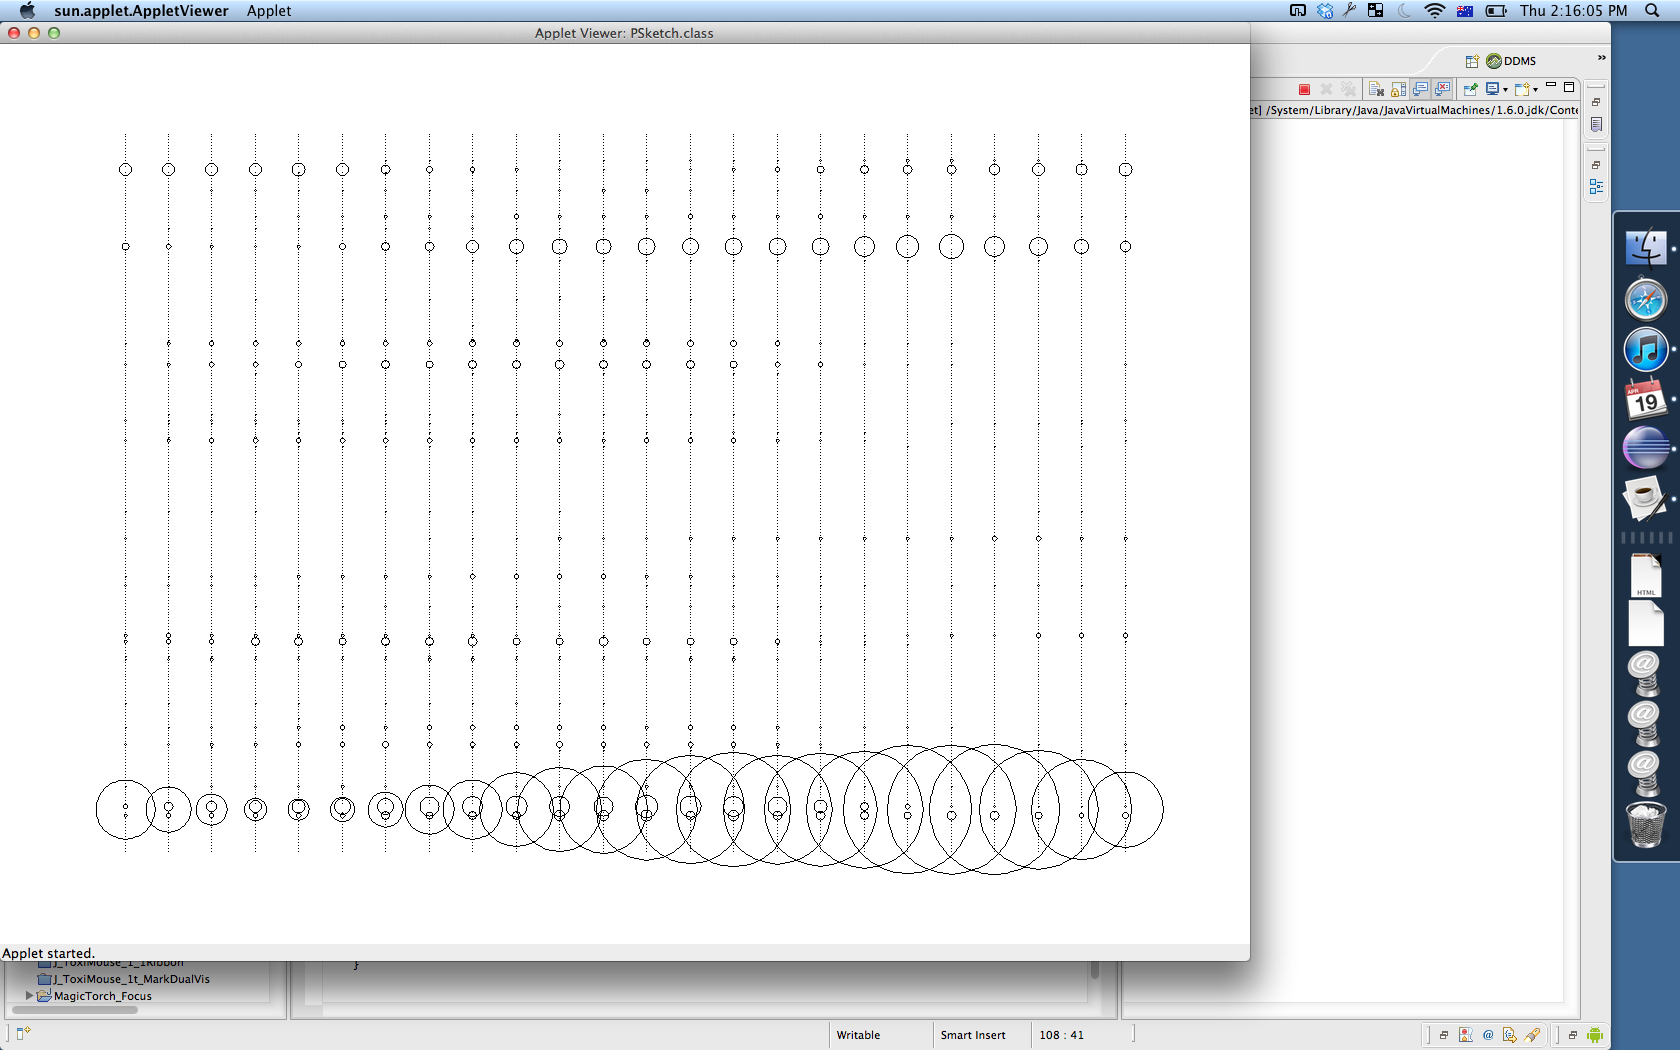 sun.applet.AppletViewer Applet
Thu 2:16:05 PM
Applet Viewer: PSketch.class
DDMS
»
et] /System/Library/Java/JavaVirtualMachines/1.6.0.jdk/Conte
APR
19
HTML
Applet started.
J_ToxiMouse_1_1Ribbon
}
J_ToxiMouse_1t_MarkDualVis
MagicTorch_Focus
Writable
Smart Insert
108 : 41